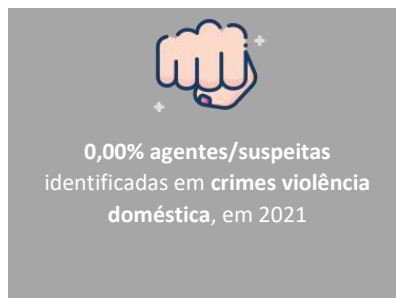 0,00% agentes/suspeitas
identificadas em crimes violência
doméstica, em 2021